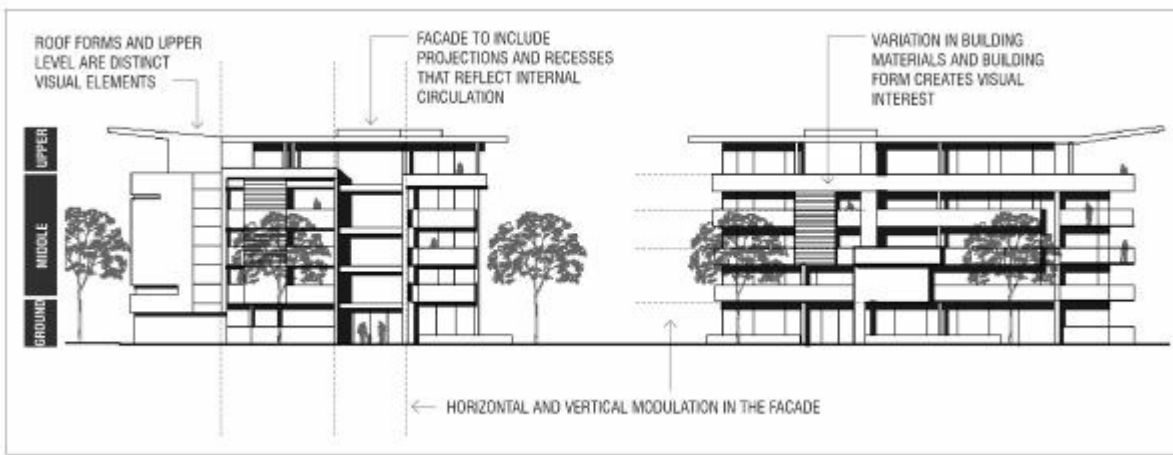 ROOF FORMS AND UPPER
LEVEL ARE DISTINCT
VISUAL ELEMENTS
FACADE TO INCLUDE
PROJECTIONS AND RECESSES
THAT REFLECT INTERNAL
CIRCULATION
VARIATION IN BUILDING
MATERIALS AND BUILDING
FORM CREATES VISUAL
INTEREST
UPPER
MIDDLE
GROUND
HORIZONTAL AND VERTICAL MODULATION IN THE FACADE